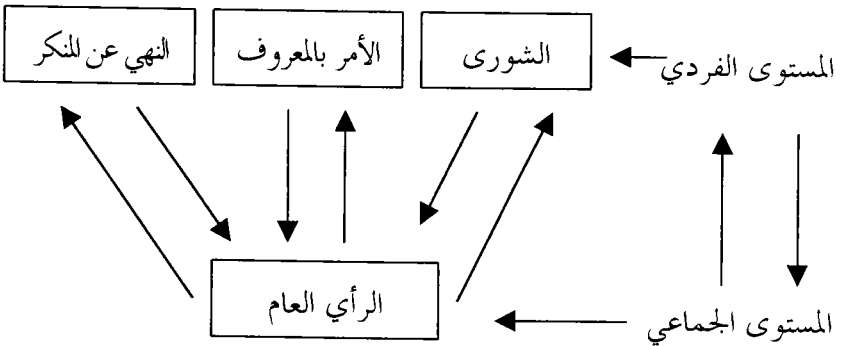 المستوى الفردي
الشورى
الأمر بالمعروف
النهي عن المنكر
المستوى الجماعي
الرأي العام